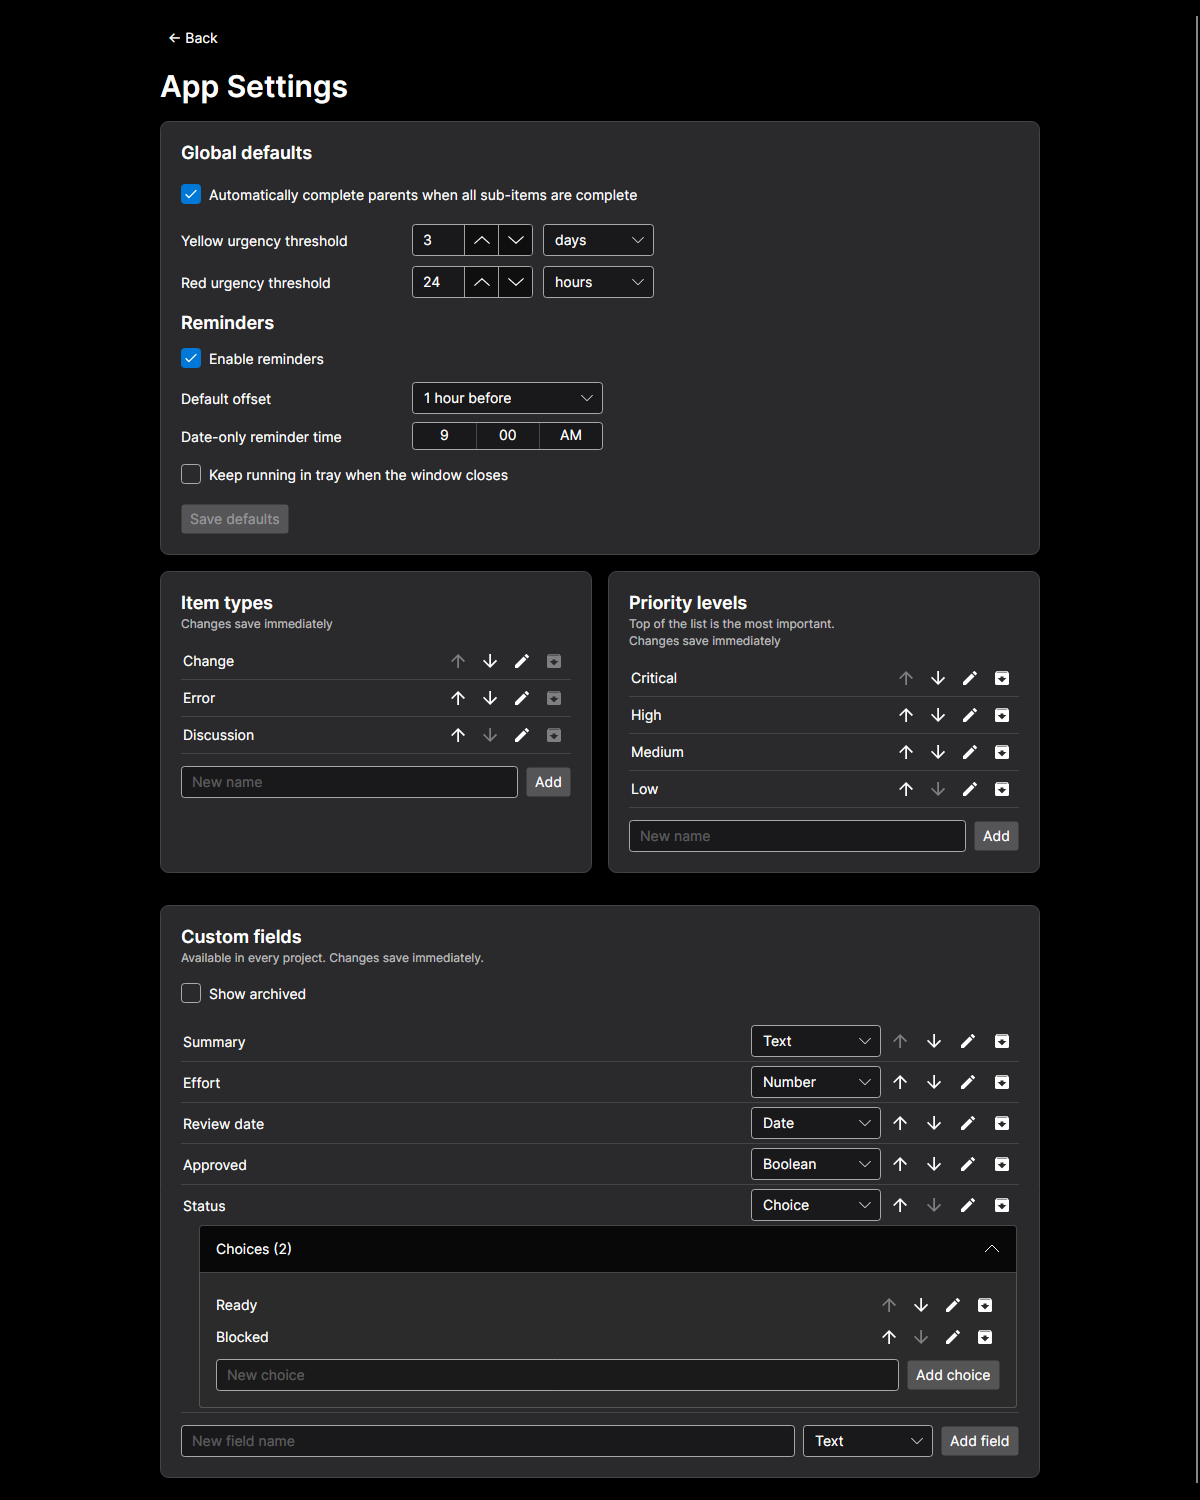 Back
App Settings
Global defaults
Automatically complete parents when all sub-items are complete
Yellow urgency threshold 3 days
Red urgency threshold 24 hours
Reminders
Enable reminders
Default offset 1 hour before
Date-only reminder time 9 00 AM
Keep running in tray when the window closes
Save defaults
Item types
Changes save immediately
Change
Error
Discussion
New name Add
Priority levels
Top of the list is the most important.
Changes save immediately
Critical
High
Medium
Low
New name Add
Custom fields
Available in every project. Changes save immediately.
Show archived
Summary Text
Effort Number
Review date Date
Approved Boolean
Status Choice
Choices (2)
Ready
Blocked
New choice Add choice
New field name Text Add field